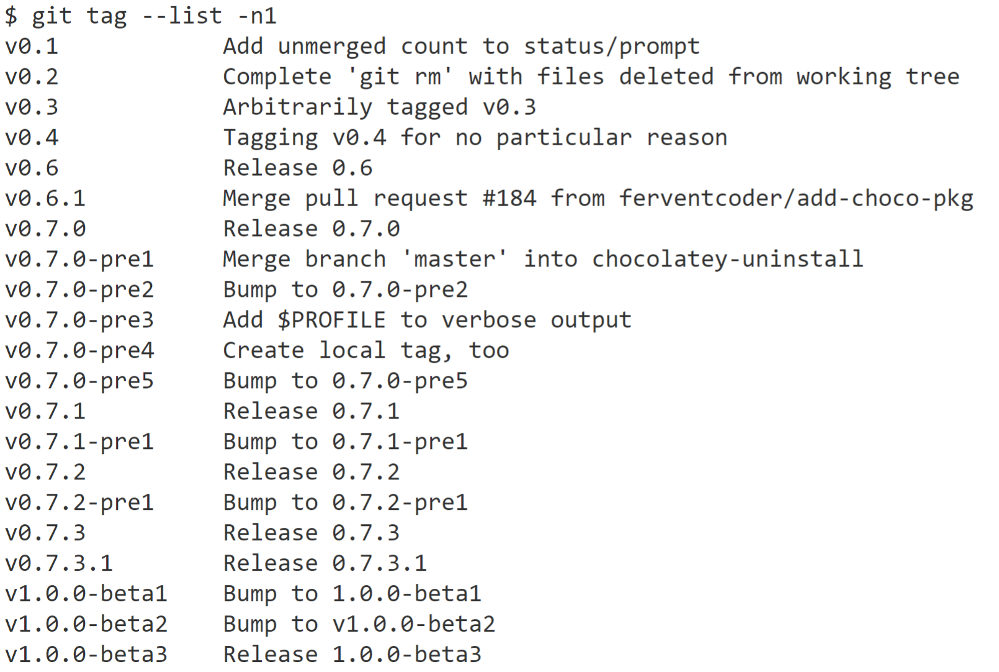 $ git tag --list -n1
v0.1            Add unmerged count to status/prompt
v0.2            Complete 'git rm' with files deleted from working tree
v0.3            Arbitrarily tagged v0.3
v0.4            Tagging v0.4 for no particular reason
v0.6            Release 0.6
v0.6.1          Merge pull request #184 from ferventcoder/add-choco-pkg
v0.7.0          Release 0.7.0
v0.7.0-pre1     Merge branch 'master' into chocolatey-uninstall
v0.7.0-pre2     Bump to 0.7.0-pre2
v0.7.0-pre3     Add $PROFILE to verbose output
v0.7.0-pre4     Create local tag, too
v0.7.0-pre5     Bump to 0.7.0-pre5
v0.7.1          Release 0.7.1
v0.7.1-pre1     Bump to 0.7.1-pre1
v0.7.2          Release 0.7.2
v0.7.2-pre1     Bump to 0.7.2-pre1
v0.7.3          Release 0.7.3
v0.7.3.1        Release 0.7.3.1
v1.0.0-beta1    Bump to 1.0.0-beta1
v1.0.0-beta2    Bump to v1.0.0-beta2
v1.0.0-beta3    Release 1.0.0-beta3